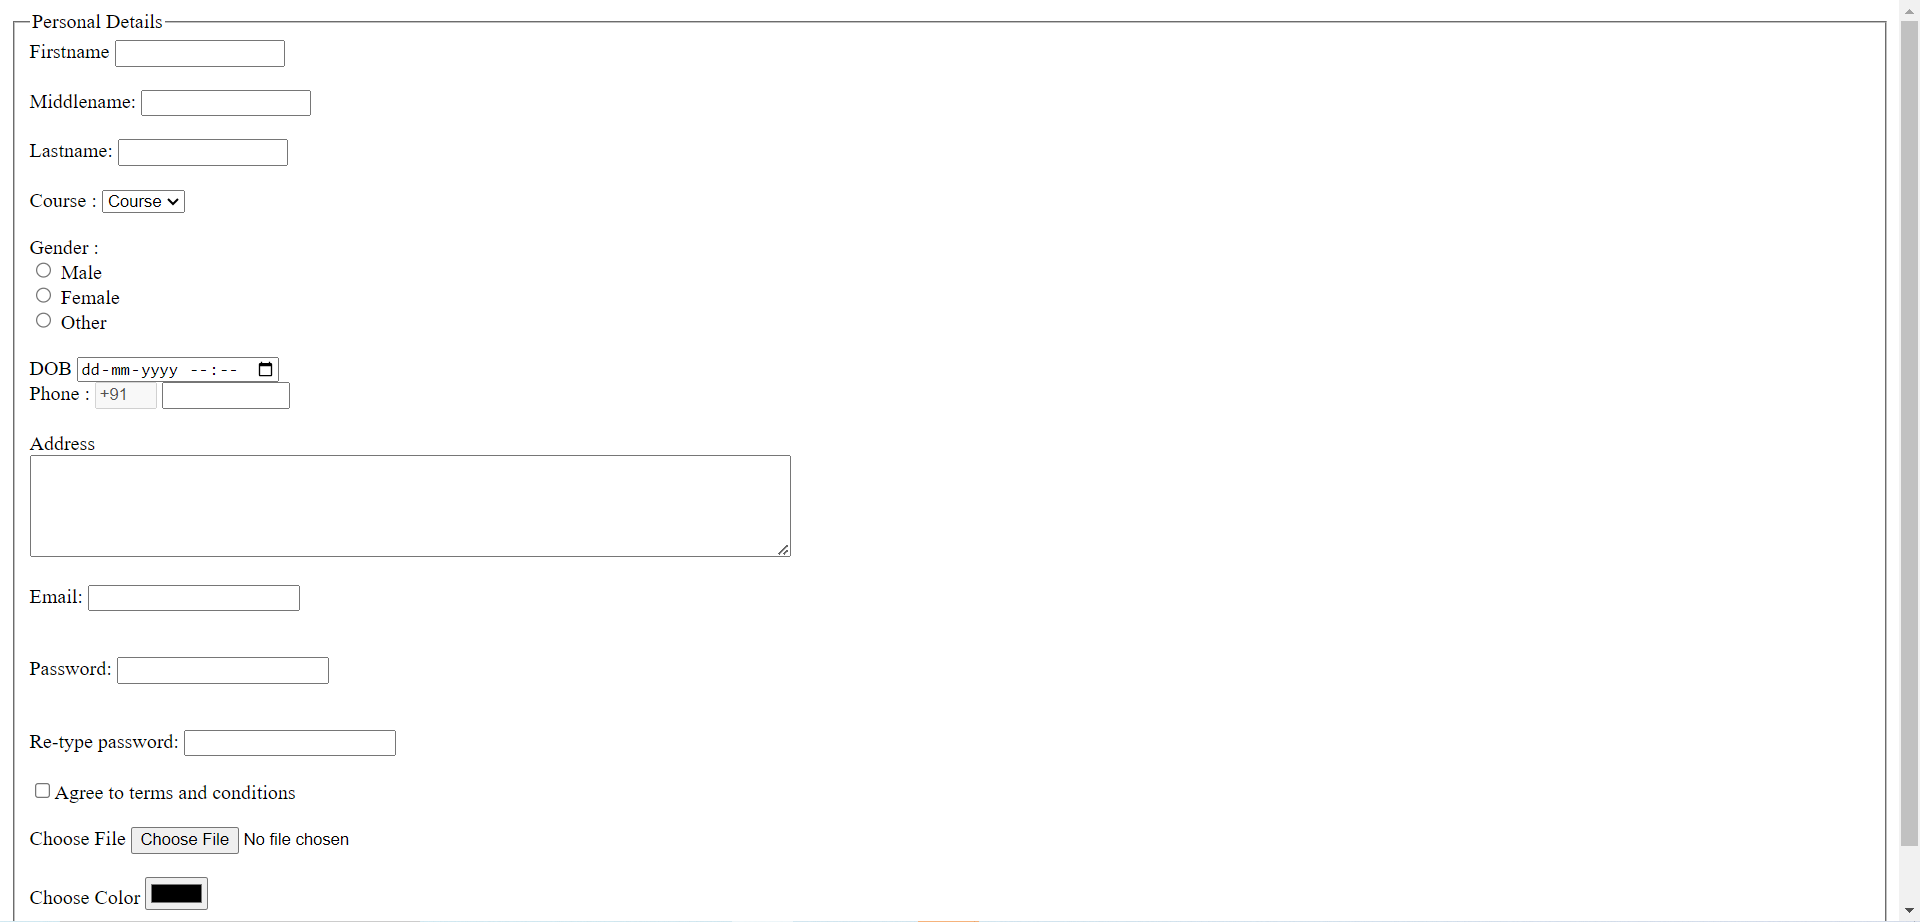 Personal Details
Firstname
Middlename:
Lastname:
Course : Course
Gender :
Male
Female
Other
DOB dd-mm-yyyy --:--
Phone : +91
Address
Email:
Password:
Re-type password:
Agree to terms and conditions
Choose File Choose File No file chosen
Choose Color